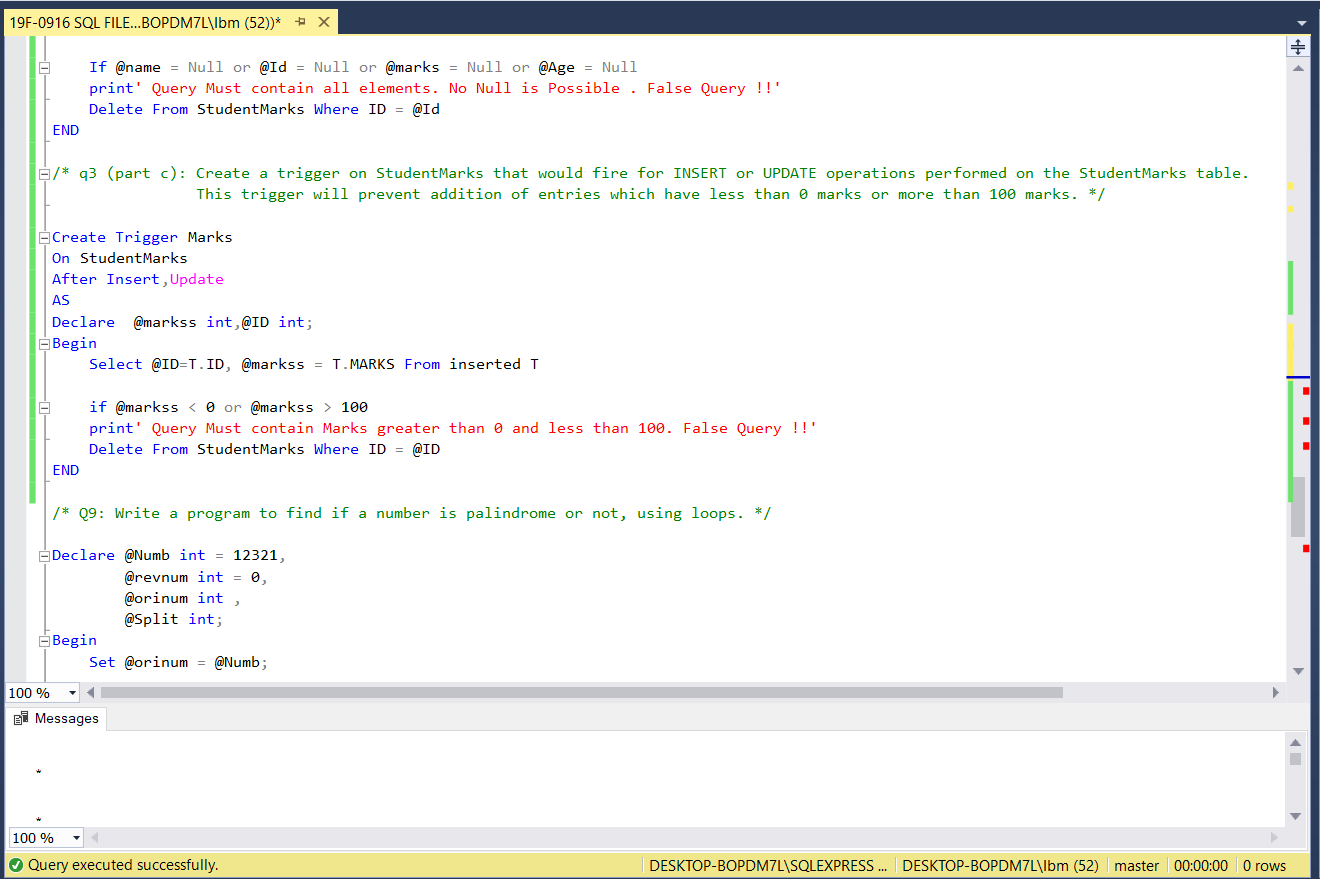 19F-0916 SQL FILE...BOPDM7L\Ibm (52))*
If @name = Null or @Id = Null or @marks = Null or @Age = Null
print' Query Must contain all elements. No Null is Possible . False Query !!'
Delete From StudentMarks Where ID = @Id
END
/* q3 (part c): Create a trigger on StudentMarks that would fire for INSERT or UPDATE operations performed on the StudentMarks table.
This trigger will prevent addition of entries which have less than 0 marks or more than 100 marks. */
Create Trigger Marks
On StudentMarks
After Insert,Update
AS
Declare  @markss int,@ID int;
Begin
Select @ID=T.ID, @markss = T.MARKS From inserted T
if @markss < 0 or @markss > 100
print' Query Must contain Marks greater than 0 and less than 100. False Query !!'
Delete From StudentMarks Where ID = @ID
END
/* Q9: Write a program to find if a number is palindrome or not, using loops. */
Declare @Numb int = 12321,
@revnum int = 0,
@orinum int ,
@Split int;
Begin
Set @orinum = @Numb;
100 %
Messages
*
*
100 %
Query executed successfully.
DESKTOP-BOPDM7L\SQLEXPRESS ...
DESKTOP-BOPDM7L\Ibm (52)
master
00:00:00
0 rows